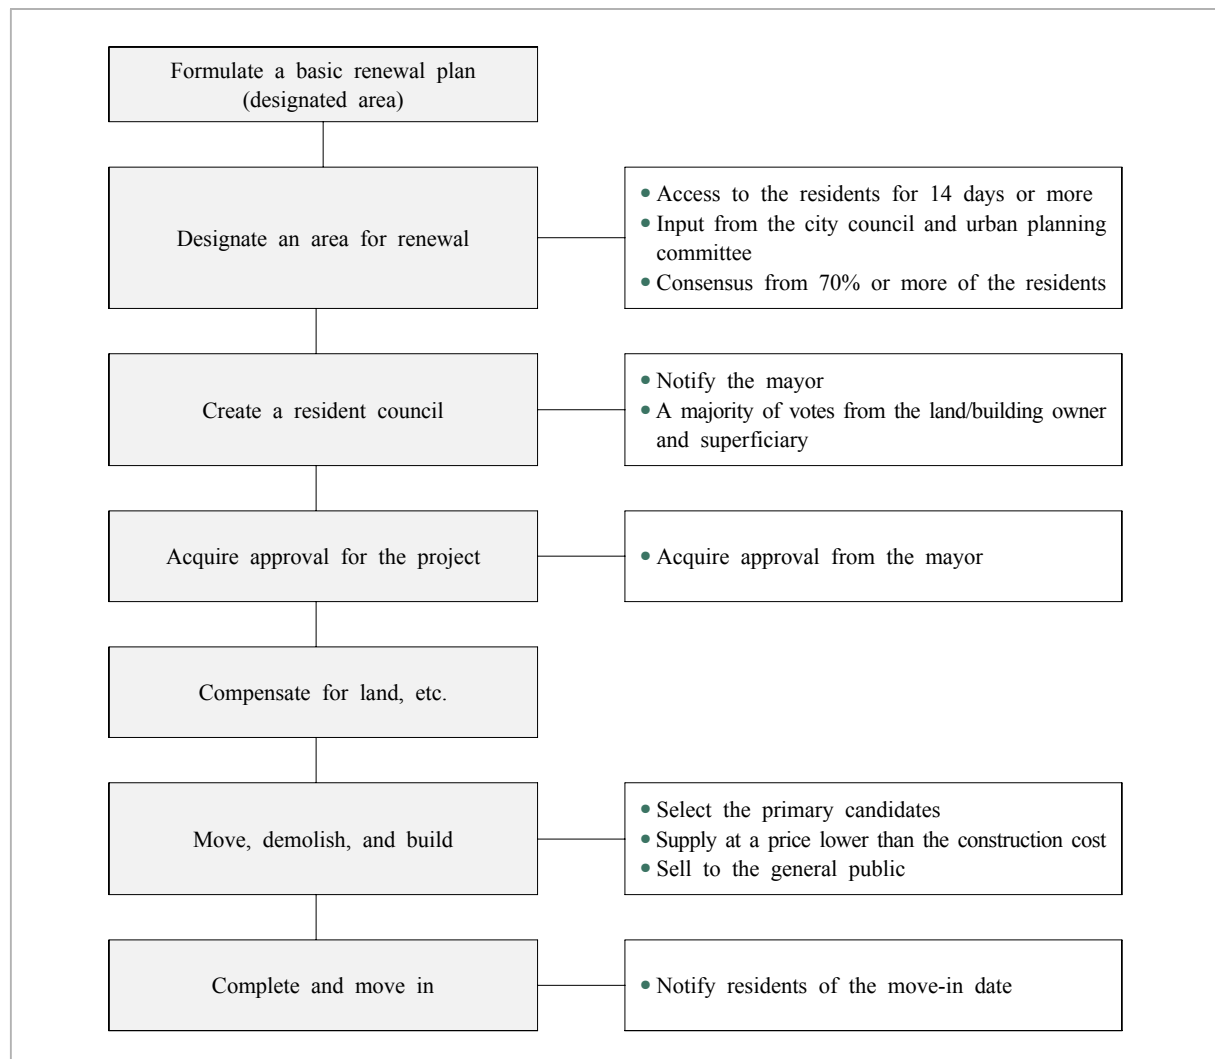 Formulate a basic renewal plan
(designated area)
Designate an area for renewal
• Access to the residents for 14 days or more
• Input from the city council and urban planning
committee
• Consensus from 70% or more of the residents
Create a resident council
• Notify the mayor
• A majority of votes from the land/building owner
and superficiary
Acquire approval for the project
• Acquire approval from the mayor
Compensate for land, etc.
Move, demolish, and build
• Select the primary candidates
• Supply at a price lower than the construction cost
• Sell to the general public
Complete and move in
• Notify residents of the move-in date